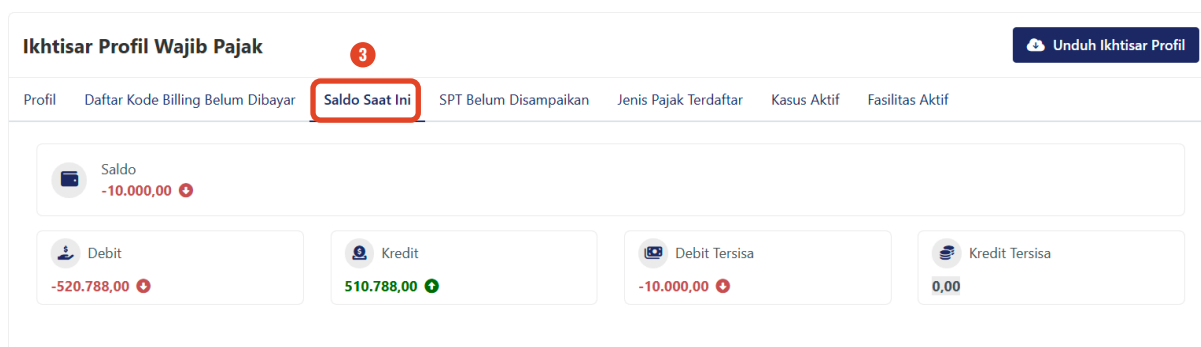 Ikhtisar Profil Wajib Pajak
3
Unduh Ikhtisar Profil
Profil Daftar Kode Billing Belum Dibayar Saldo Saat Ini SPT Belum Disampaikan Jenis Pajak Terdaftar Kasus Aktif Fasilitas Aktif
Saldo
-10.000,00
Debit
-520.788,00
Kredit
510.788,00
Debit Tersisa
-10.000,00
Kredit Tersisa
0,00